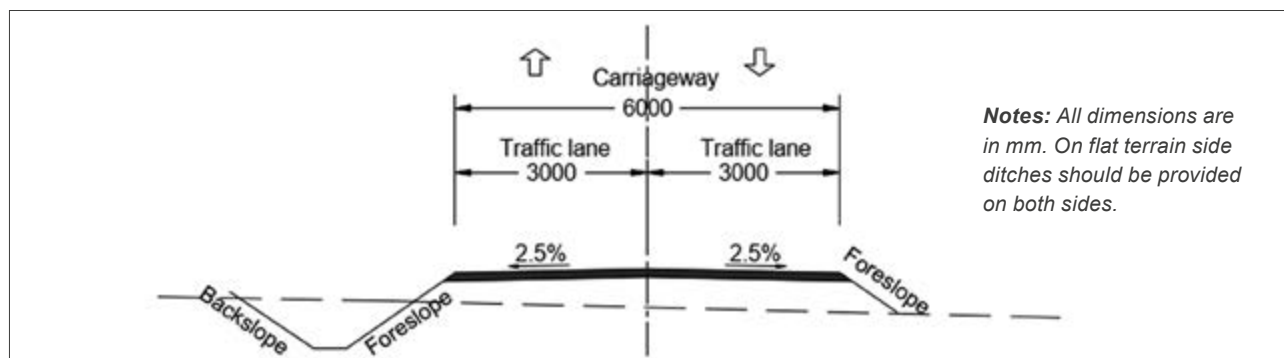 Carriageway
6000
Traffic lane
3000
Traffic lane
3000
2.5%
2.5%
Backslope
Foreslope
Foreslope
Notes: All dimensions are
in mm. On flat terrain side
ditches should be provided
on both sides.